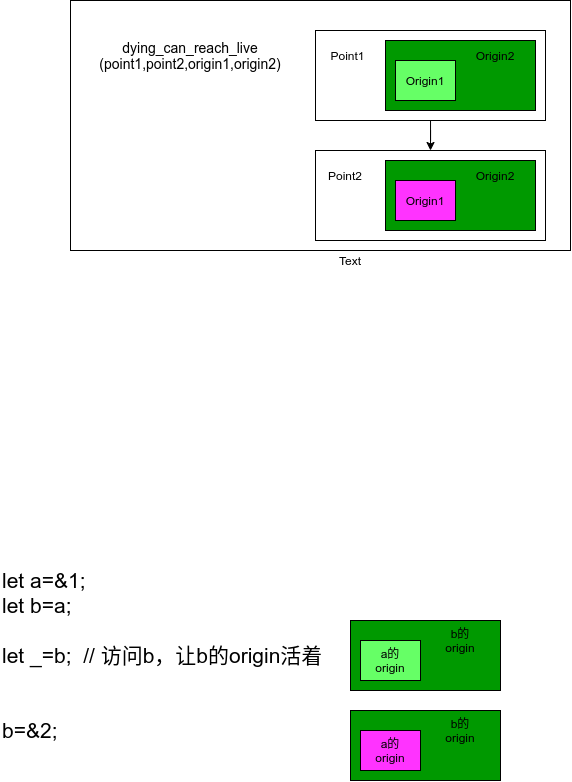 dying_can_reach_live
(point1,point2,origin1,origin2)
Point1
Origin2
Origin1
Point2
Origin2
Origin1
Text
let a=&1;
let b=a;
let _=b;  // 访问b，让b的origin活着
b的
origin
a的
origin
b=&2;
b的
origin
a的
origin